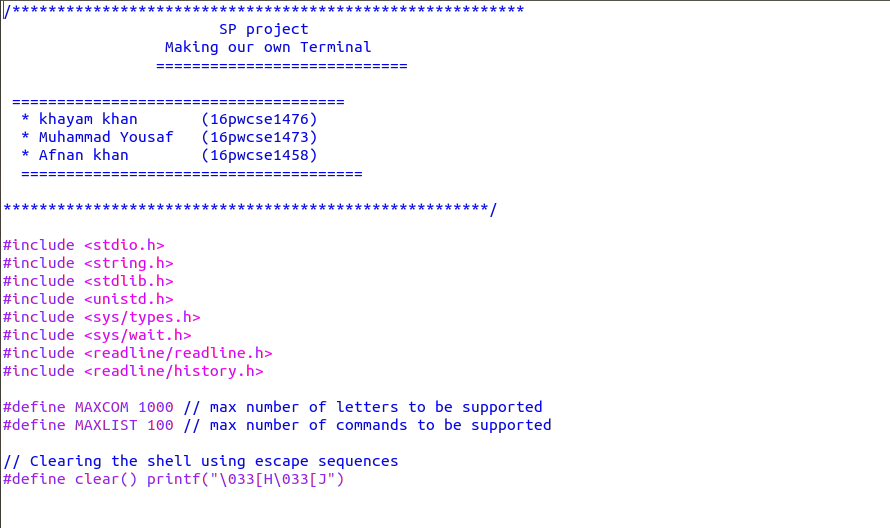 /*********************************************************
SP project
Making our own Terminal
============================
=====================================
* khayam khan (16pwcse1476)
* Muhammad Yousaf (16pwcse1473)
* Afnan khan (16pwcse1458)
======================================
******************************************************/
#include <stdio.h>
#include <string.h>
#include <stdlib.h>
#include <unistd.h>
#include <sys/types.h>
#include <sys/wait.h>
#include <readline/readline.h>
#include <readline/history.h>
#define MAXCOM 1000 // max number of letters to be supported
#define MAXLIST 100 // max number of commands to be supported
// Clearing the shell using escape sequences
#define clear() printf("\033[H\033[J")